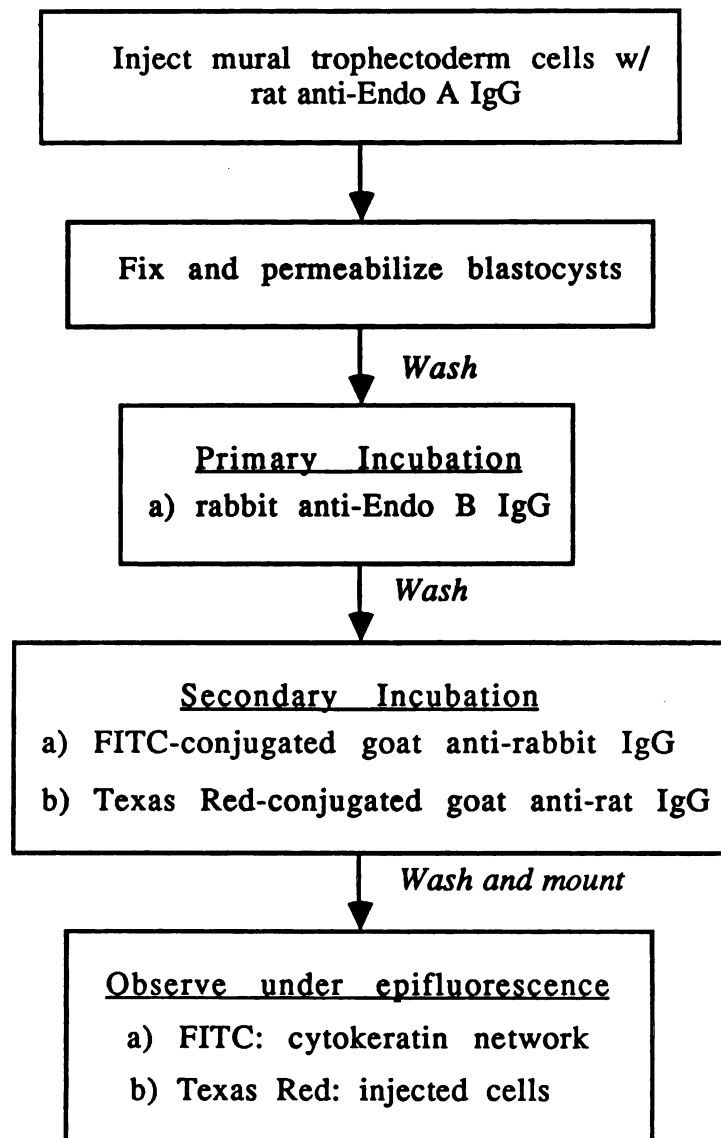 Inject mural trophectoderm cells w/
rat anti-Endo A IgG
Fix and permeabilize blastocysts
Wash
Primary Incubation
a) rabbit anti-Endo B IgG
Wash
Secondary Incubation
a) FITC-conjugated goat anti-rabbit IgG
b) Texas Red-conjugated goat anti-rat IgG
Wash and mount
Observe under epifluorescence
a) FITC: cytokeratin network
b) Texas Red: injected cells